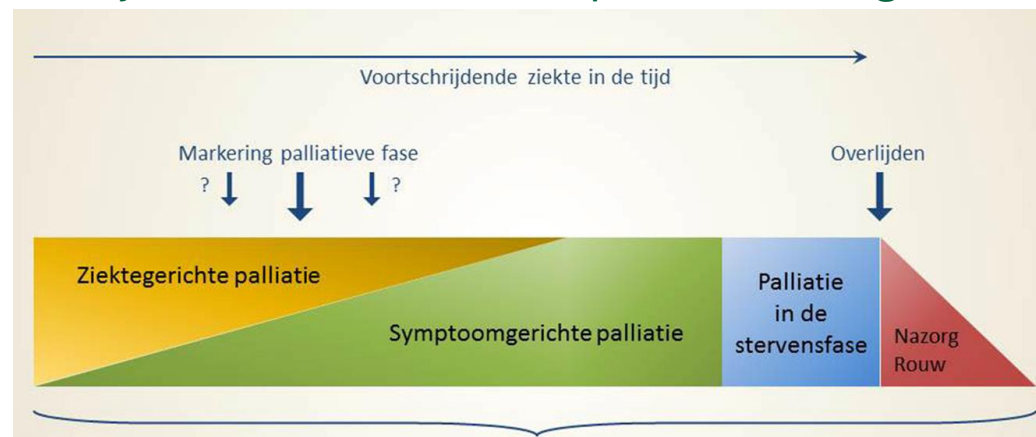 Voortschrijdende ziekte in de tijd
Markering palliatieve fase
? ?
Overlijden
Ziektegerichte palliatie
Symptoomgerichte palliatie
Palliatie
in de
stervensfase
Nazorg
Rouw